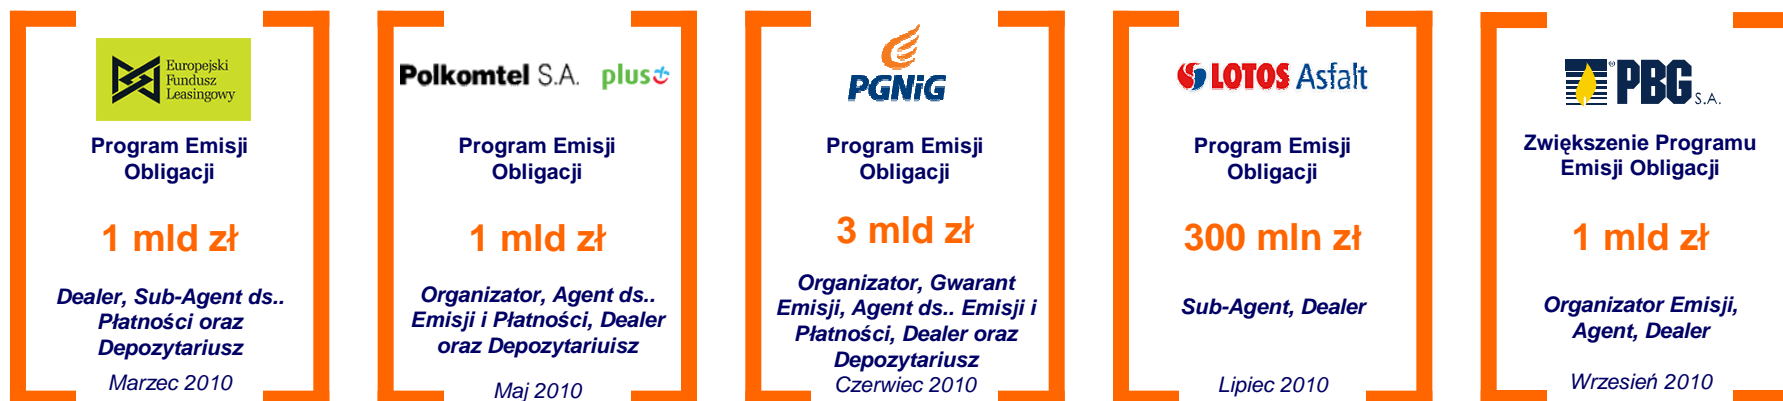 Europejski
Fundusz
Leasingowy
Program Emisji
Obligacji
1 mld zł
Dealer, Sub-Agent ds..
Płatności oraz
Depozytariusz
Marzec 2010
Polkomtel S.A. plus
Program Emisji
Obligacji
1 mld zł
Organizator, Agent ds..
Emisji i Płatności, Dealer
oraz Depozytariuisz
Maj 2010
PGNiG
Program Emisji
Obligacji
3 mld zł
Organizator, Gwarant
Emisji, Agent ds.. Emisji i
Płatności, Dealer oraz
Depozytariusz
Czerwiec 2010
LOTOS Asfalt
Program Emisji
Obligacji
300 mln zł
Sub-Agent, Dealer
Lipiec 2010
® PBG S.A.
Zwiększenie Programu
Emisji Obligacji
1 mld zł
Organizator Emisji,
Agent, Dealer
Wrzesień 2010